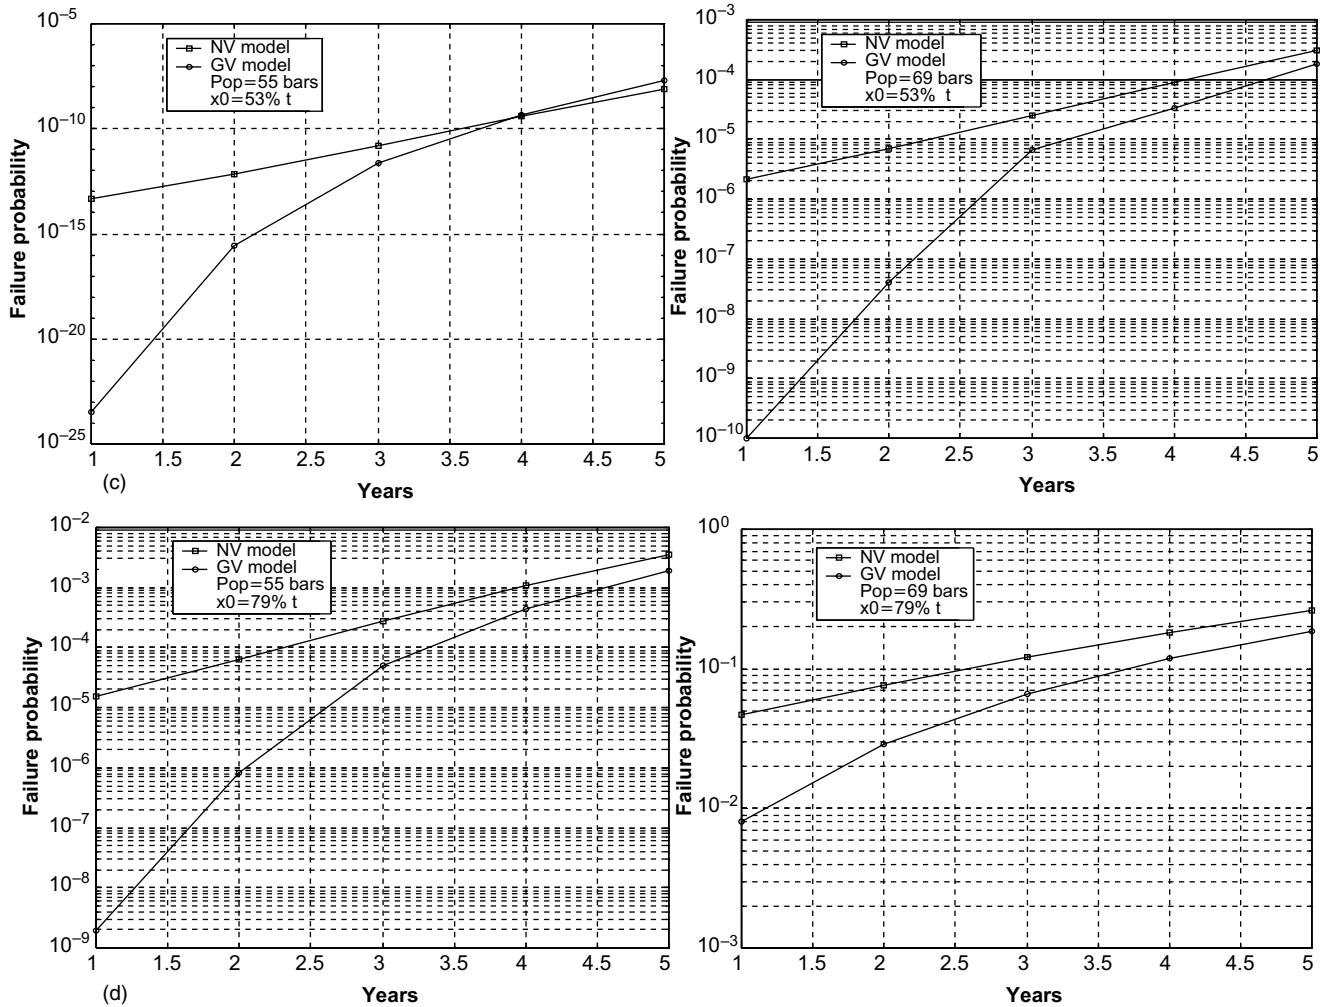 10^−5
10^−10
10^−15
10^−20
10^−25
Failure probability
NV model
GV model
Pop=55 bars
x0=53% t
1 1.5 2 2.5 3 3.5 4 4.5 5
Years
(c)
10^−3
10^−4
10^−5
10^−6
10^−7
10^−8
10^−9
10^−10
Failure probability
NV model
GV model
Pop=69 bars
x0=53% t
1 1.5 2 2.5 3 3.5 4 4.5 5
Years
10^−2
10^−3
10^−4
10^−5
10^−6
10^−7
10^−8
10^−9
Failure probability
NV model
GV model
Pop=55 bars
x0=79% t
1 1.5 2 2.5 3 3.5 4 4.5 5
Years
(d)
10^0
10^−1
10^−2
10^−3
Failure probability
NV model
GV model
Pop=69 bars
x0=79% t
1 1.5 2 2.5 3 3.5 4 4.5 5
Years